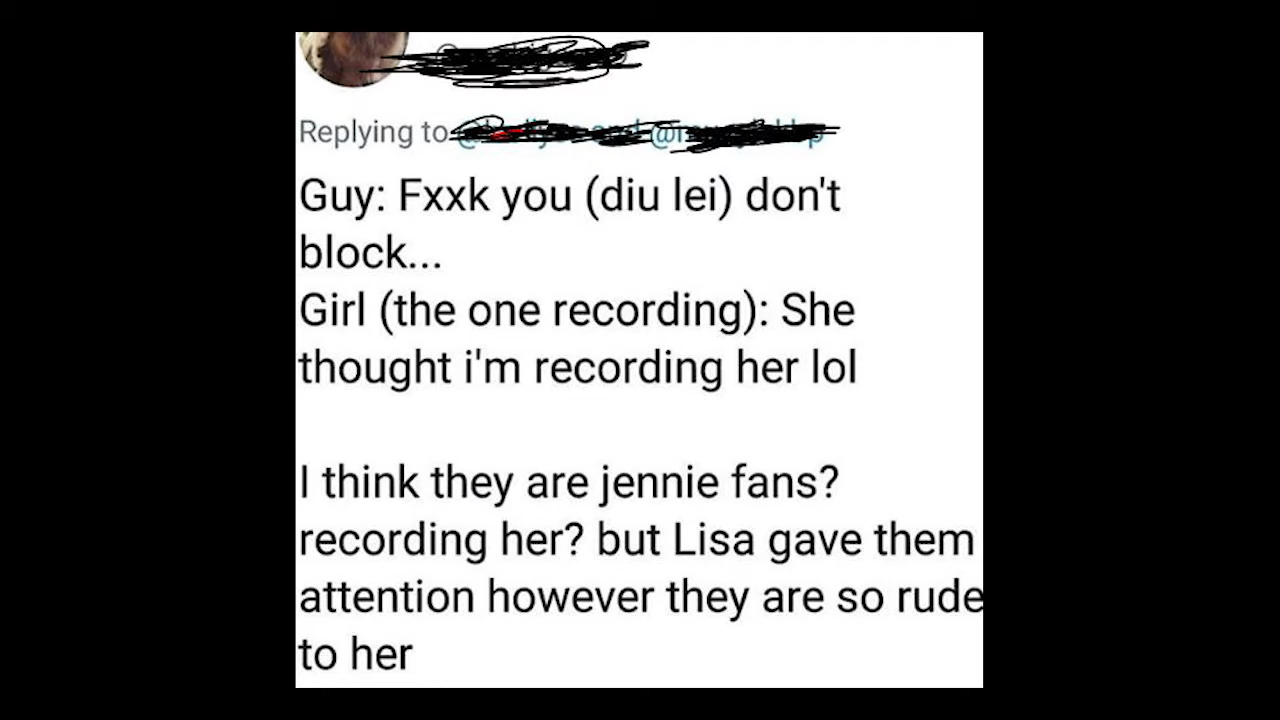 Replying to
Guy: Fxxk you (diu lei) don't
block...
Girl (the one recording): She
thought i'm recording her lol
I think they are jennie fans?
recording her? but Lisa gave them
attention however they are so rude
to her